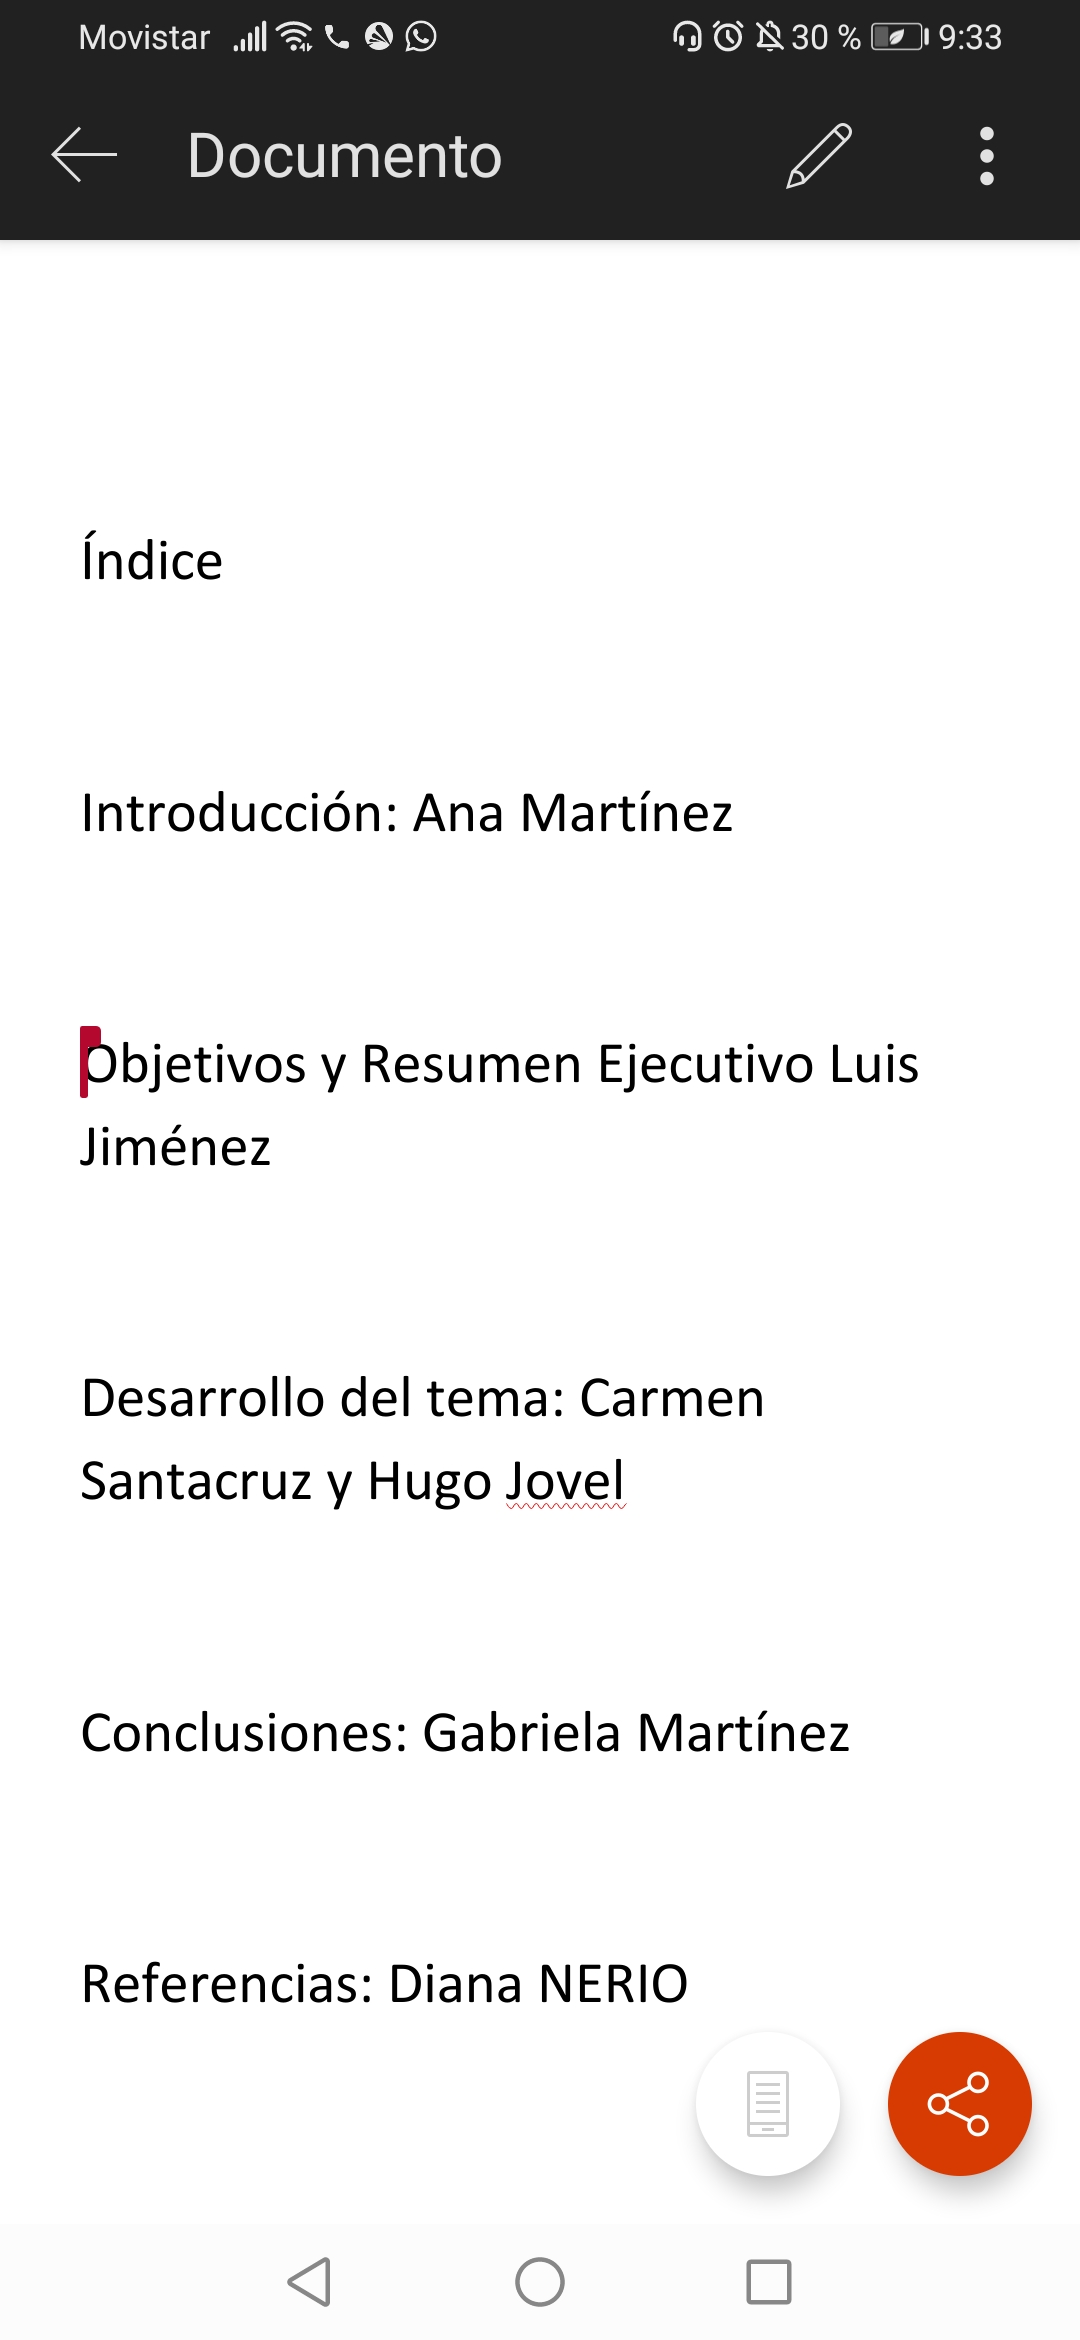 Movistar 30 % 9:33
Documento
Índice
Introducción: Ana Martínez
Objetivos y Resumen Ejecutivo Luis
Jiménez
Desarrollo del tema: Carmen
Santacruz y Hugo Jovel
Conclusiones: Gabriela Martínez
Referencias: Diana NERIO